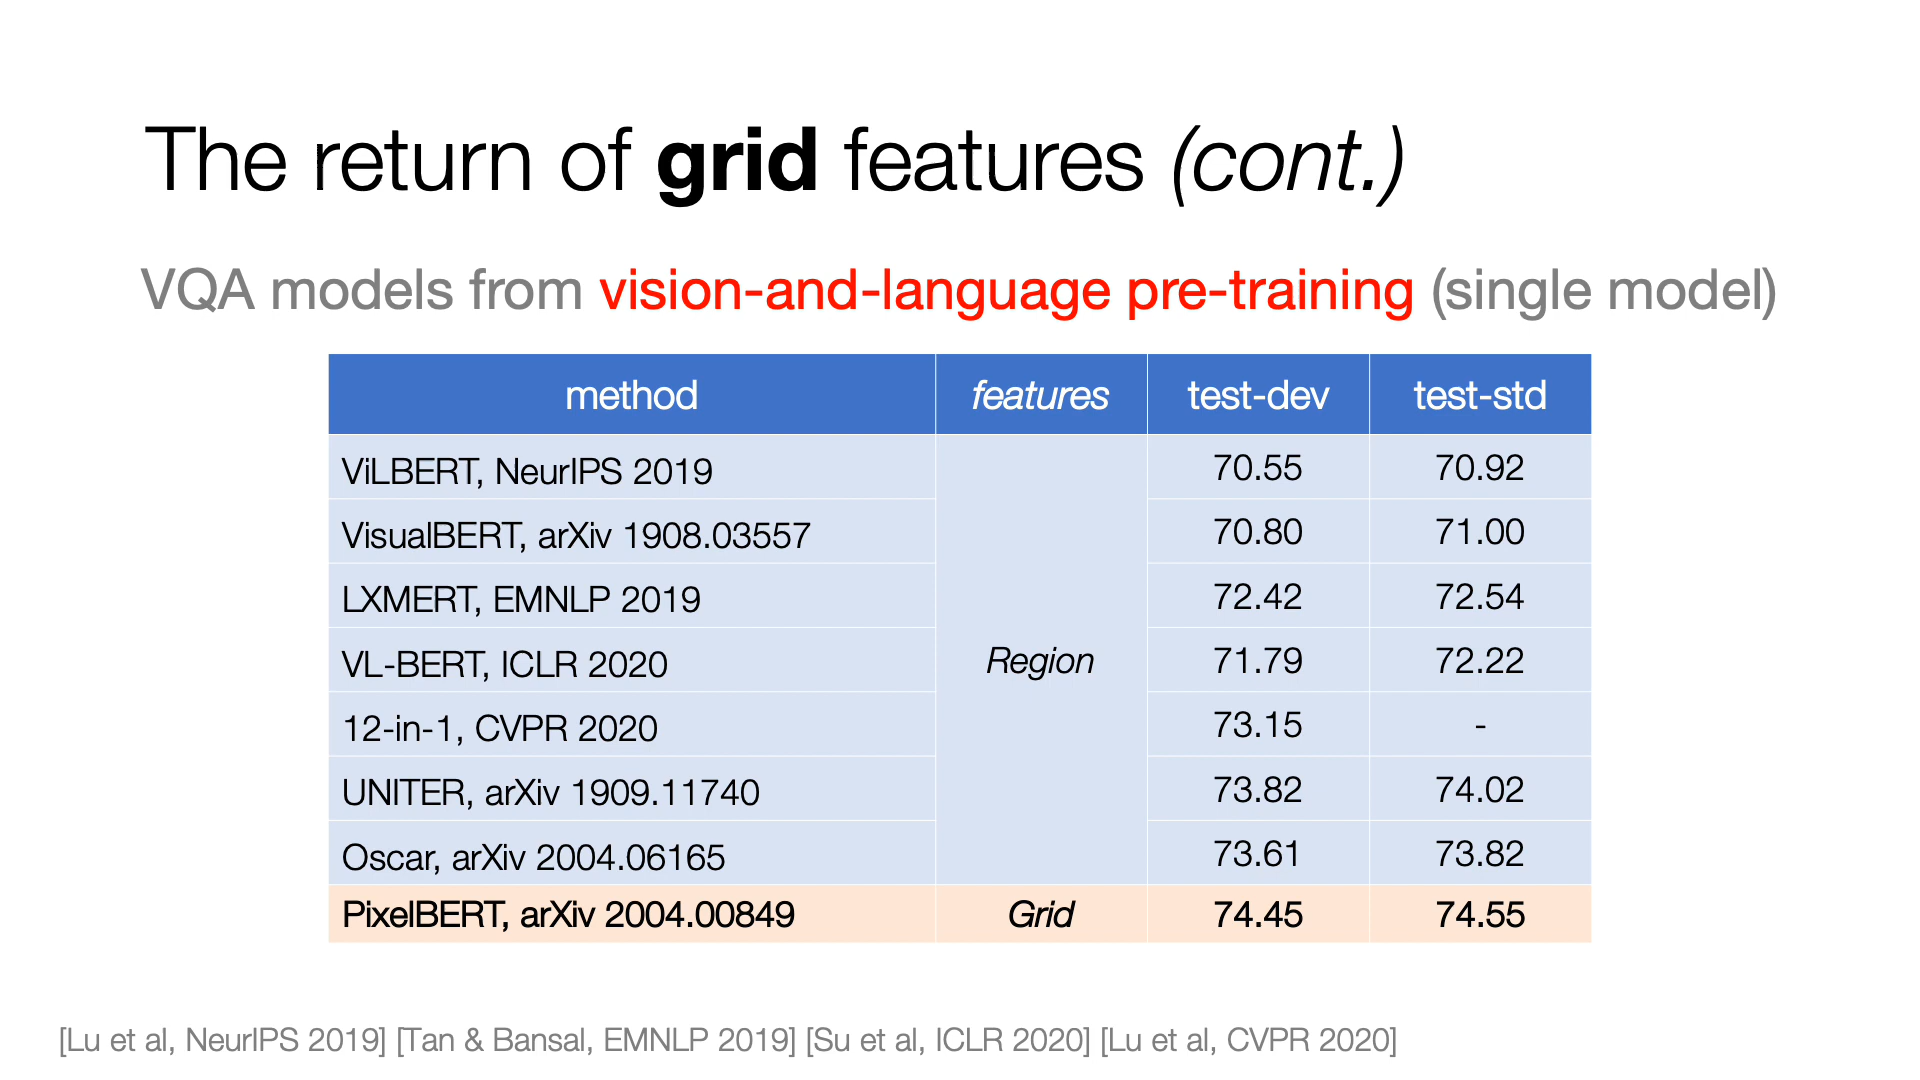 The return of grid features (cont.)
VQA models from vision-and-language pre-training (single model)
method features test-dev test-std
ViLBERT, NeurIPS 2019 70.55 70.92
VisualBERT, arXiv 1908.03557 70.80 71.00
LXMERT, EMNLP 2019 72.42 72.54
VL-BERT, ICLR 2020 Region 71.79 72.22
12-in-1, CVPR 2020 73.15 -
UNITER, arXiv 1909.11740 73.82 74.02
Oscar, arXiv 2004.06165 73.61 73.82
PixelBERT, arXiv 2004.00849 Grid 74.45 74.55
[Lu et al, NeurIPS 2019] [Tan & Bansal, EMNLP 2019] [Su et al, ICLR 2020] [Lu et al, CVPR 2020]